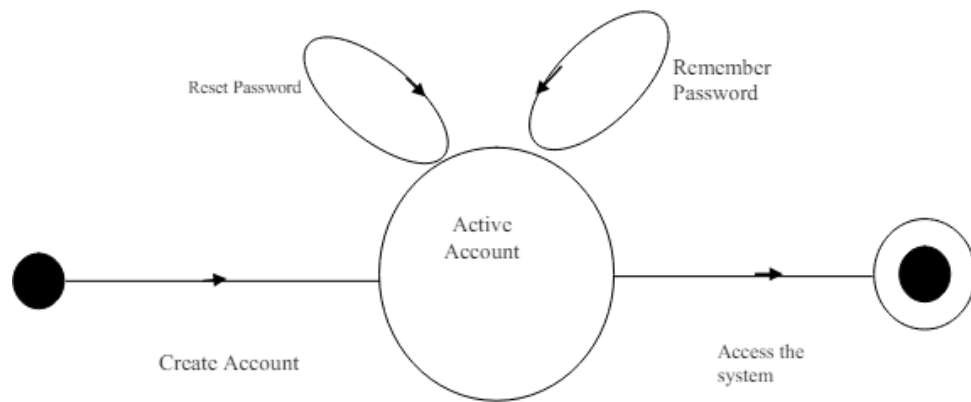 Reset Password
Remember
Password
Active
Account
Create Account
Access the
system